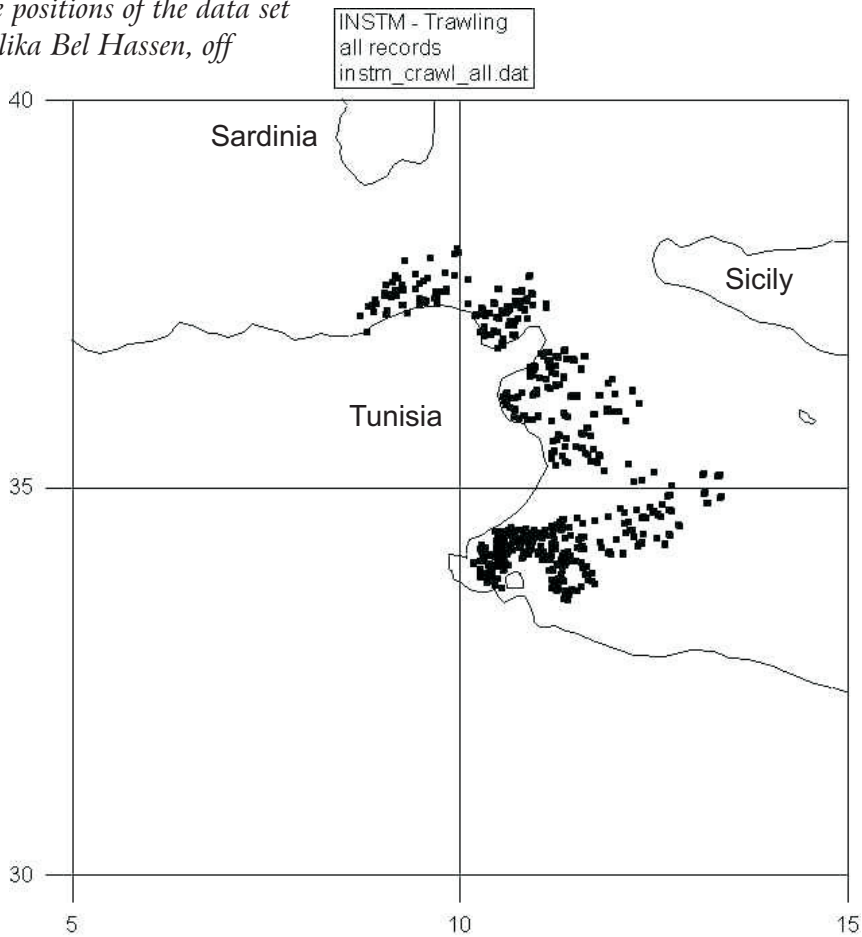 positions of the data set
lika Bel Hassen, off
INSTM - Trawling
all records
instm_crawl_all.dat
40
Sardinia
Sicily
Tunisia
35
30
5
10
15